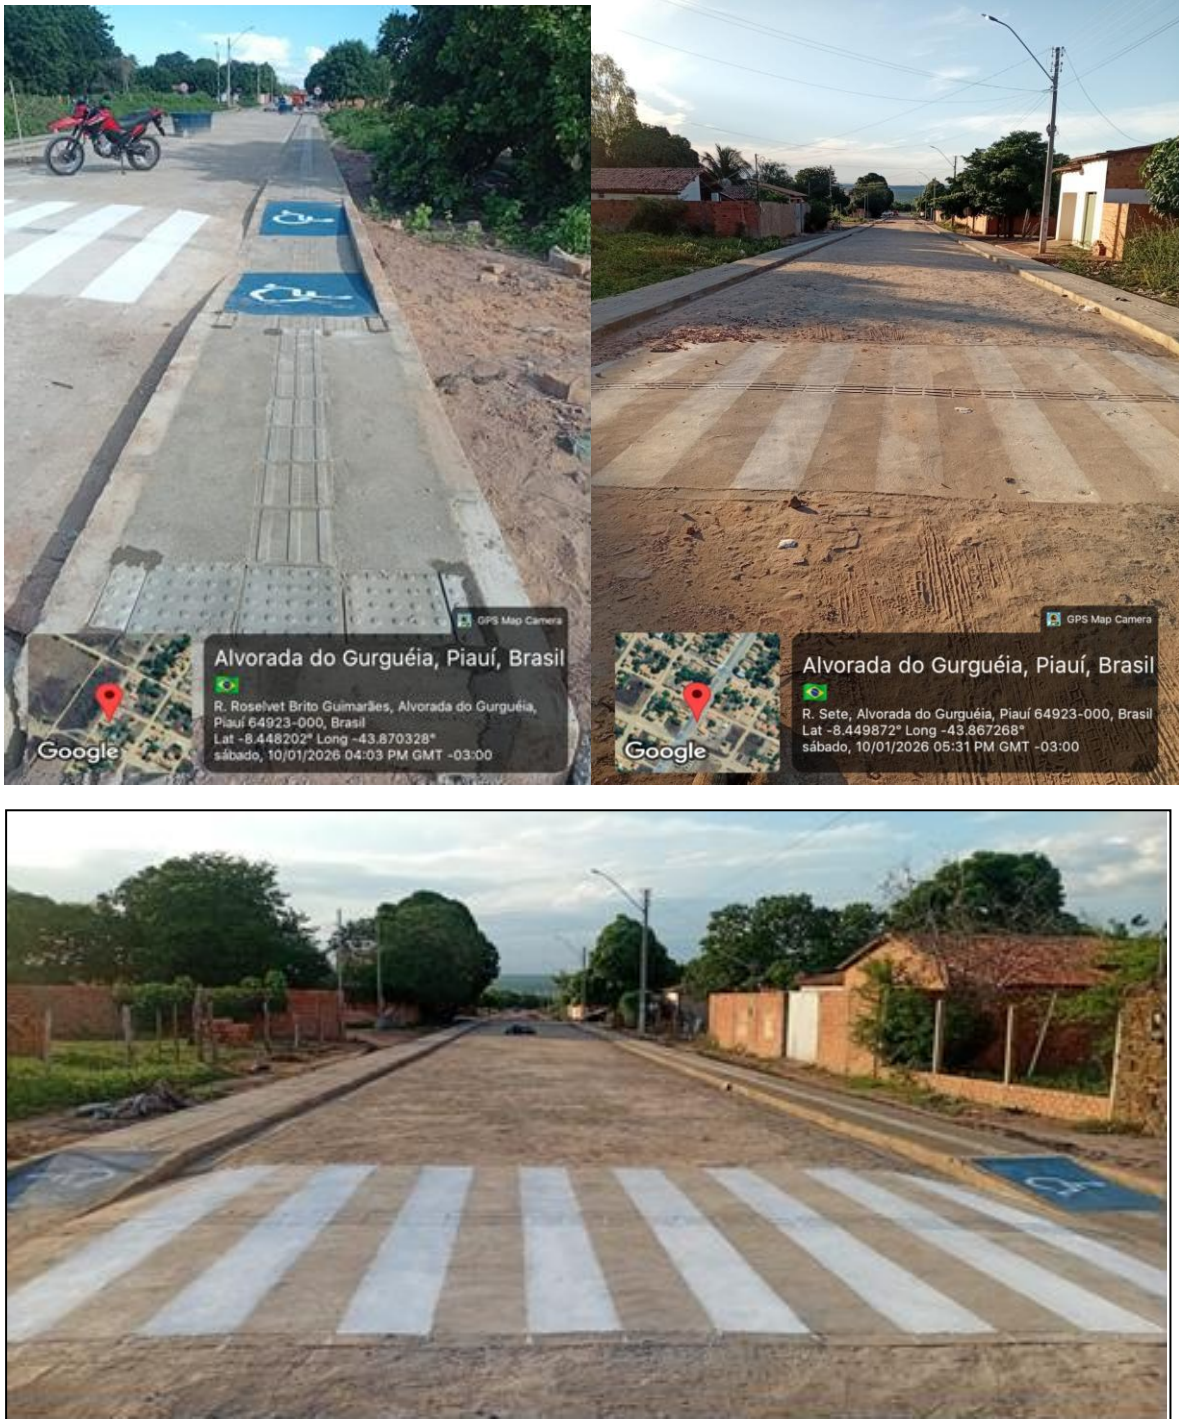 GPS Map Camera
Alvorada do Gurguéia, Piauí, Brasil
R. Roselvet Brito Guimarães, Alvorada do Gurguéia,
Piauí 64923-000, Brasil
Lat -8.448202° Long -43.870328°
sábado, 10/01/2026 04:03 PM GMT -03:00
Google
GPS Map Camera
Alvorada do Gurguéia, Piauí, Brasil
R. Sete, Alvorada do Gurguéia, Piauí 64923-000, Brasil
Lat -8.449872° Long -43.867268°
sábado, 10/01/2026 05:31 PM GMT -03:00
Google